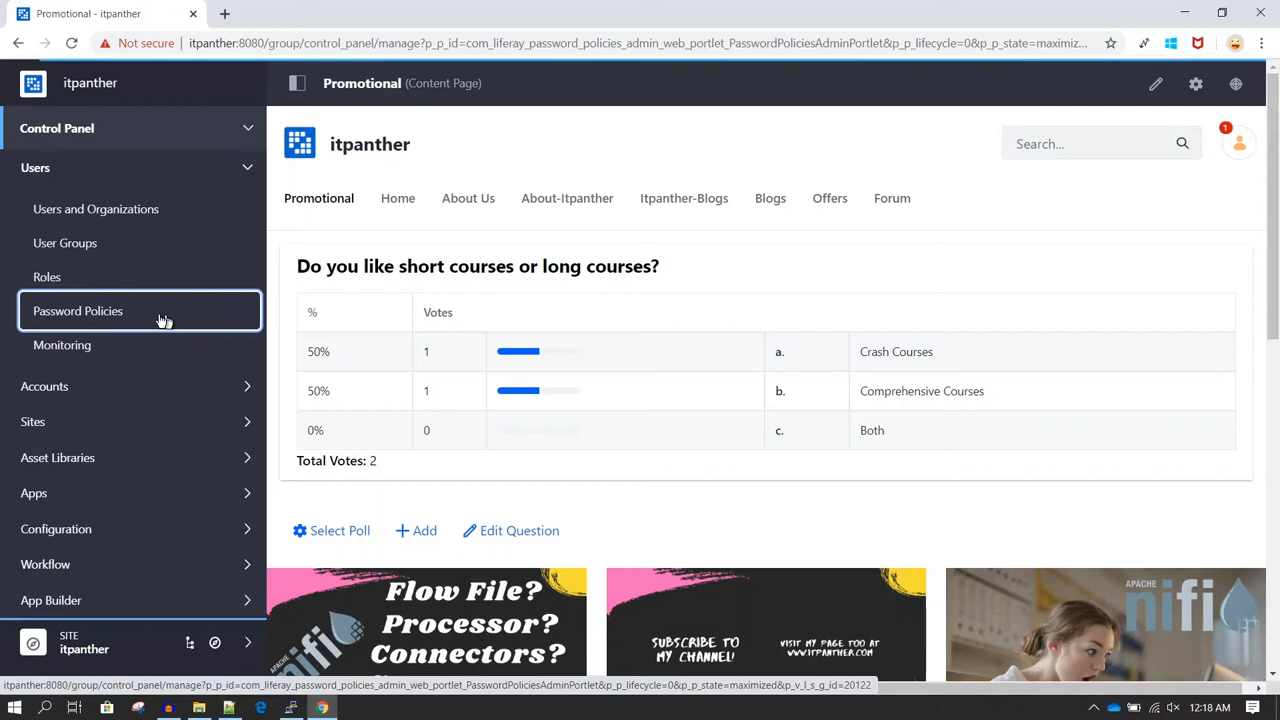 Promotional - itpanther
Not secure
itpanther:8080/group/control_panel/manage?p_p_id=com_liferay_password_policies_admin_web_portlet_PasswordPoliciesAdminPortlet&p_p_lifecycle=0&p_p_state=maximiz...
itpanther
Promotional (Content Page)
Control Panel
Users
Users and Organizations
User Groups
Roles
Password Policies
Monitoring
Accounts
Sites
Asset Libraries
Apps
Configuration
Workflow
App Builder
SITE
itpanther
itpanther
Search...
1
Promotional Home About Us About-Itpanther Itpanther-Blogs Blogs Offers Forum
Do you like short courses or long courses?
% Votes
50% 1 a. Crash Courses
50% 1 b. Comprehensive Courses
0% 0 c. Both
Total Votes: 2
Select Poll Add Edit Question
Flow File?
Processor?
Connectors?
APACHE
nifi
SUBSCRIBE TO
MY CHANNEL!
VISIT MY PAGE TOO AT
WWW.ITPANTHER.COM
APACHE
nifi
itpanther:8080/group/control_panel/manage?p_p_id=com_liferay_password_policies_admin_web_portlet_PasswordPoliciesAdminPortlet&p_p_lifecycle=0&p_p_state=maximized&p_v_l_s_g_id=20122
12:18 AM